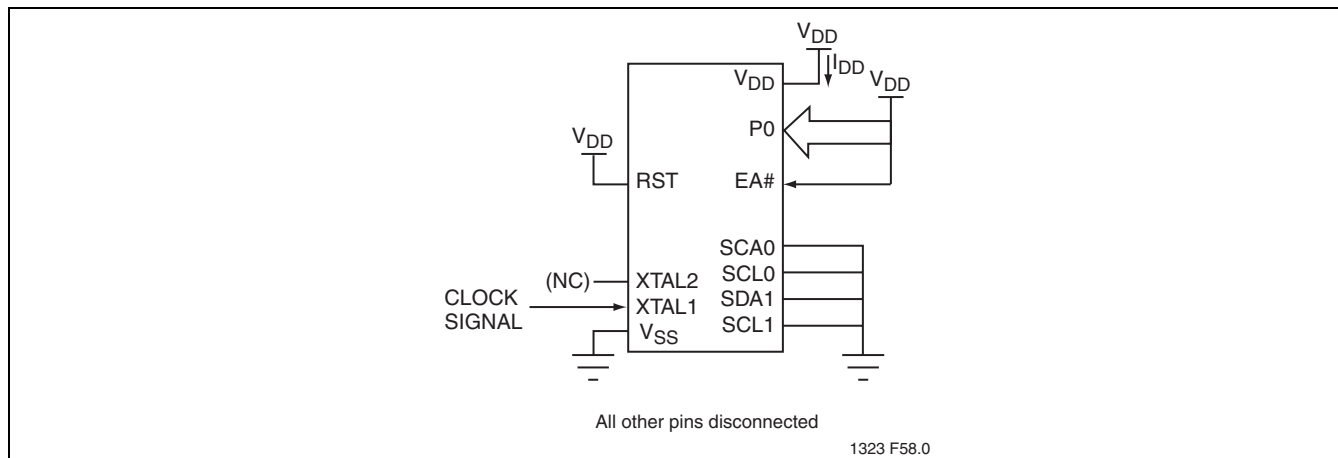 VDD
IDD
VDD
VDD
P0
VDD
RST
EA#
SCA0
SCL0
(NC)
XTAL2
SDA1
CLOCK
SIGNAL
XTAL1
SCL1
VSS
All other pins disconnected
1323 F58.0